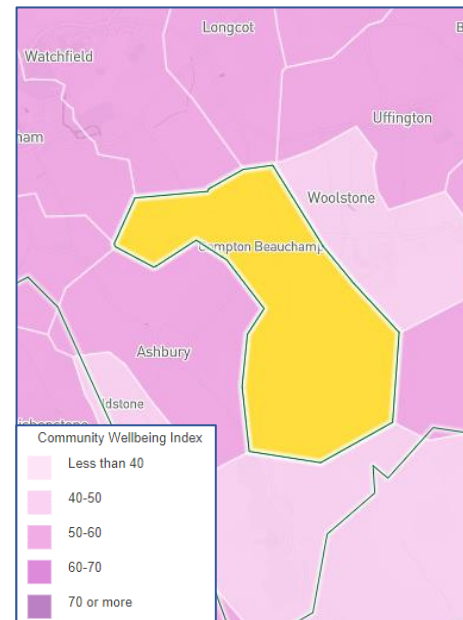 Longcot
B
Watchfield
Uffington
ham
Woolstone
Compton Beauchamp
Ashbury
ldstone
Community Wellbeing Index
Less than 40
40-50
50-60
60-70
70 or more